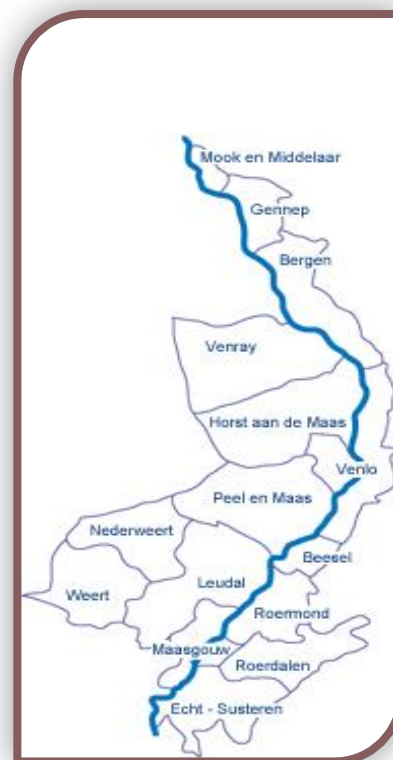 Mook en Middelaar
Gennep
Bergen
Venray
Horst aan de Maas
Venlo
Peel en Maas
Nederweert
Beesel
Leudal
Weert
Roermond
Maasgouw
Roerdalen
Echt - Susteren